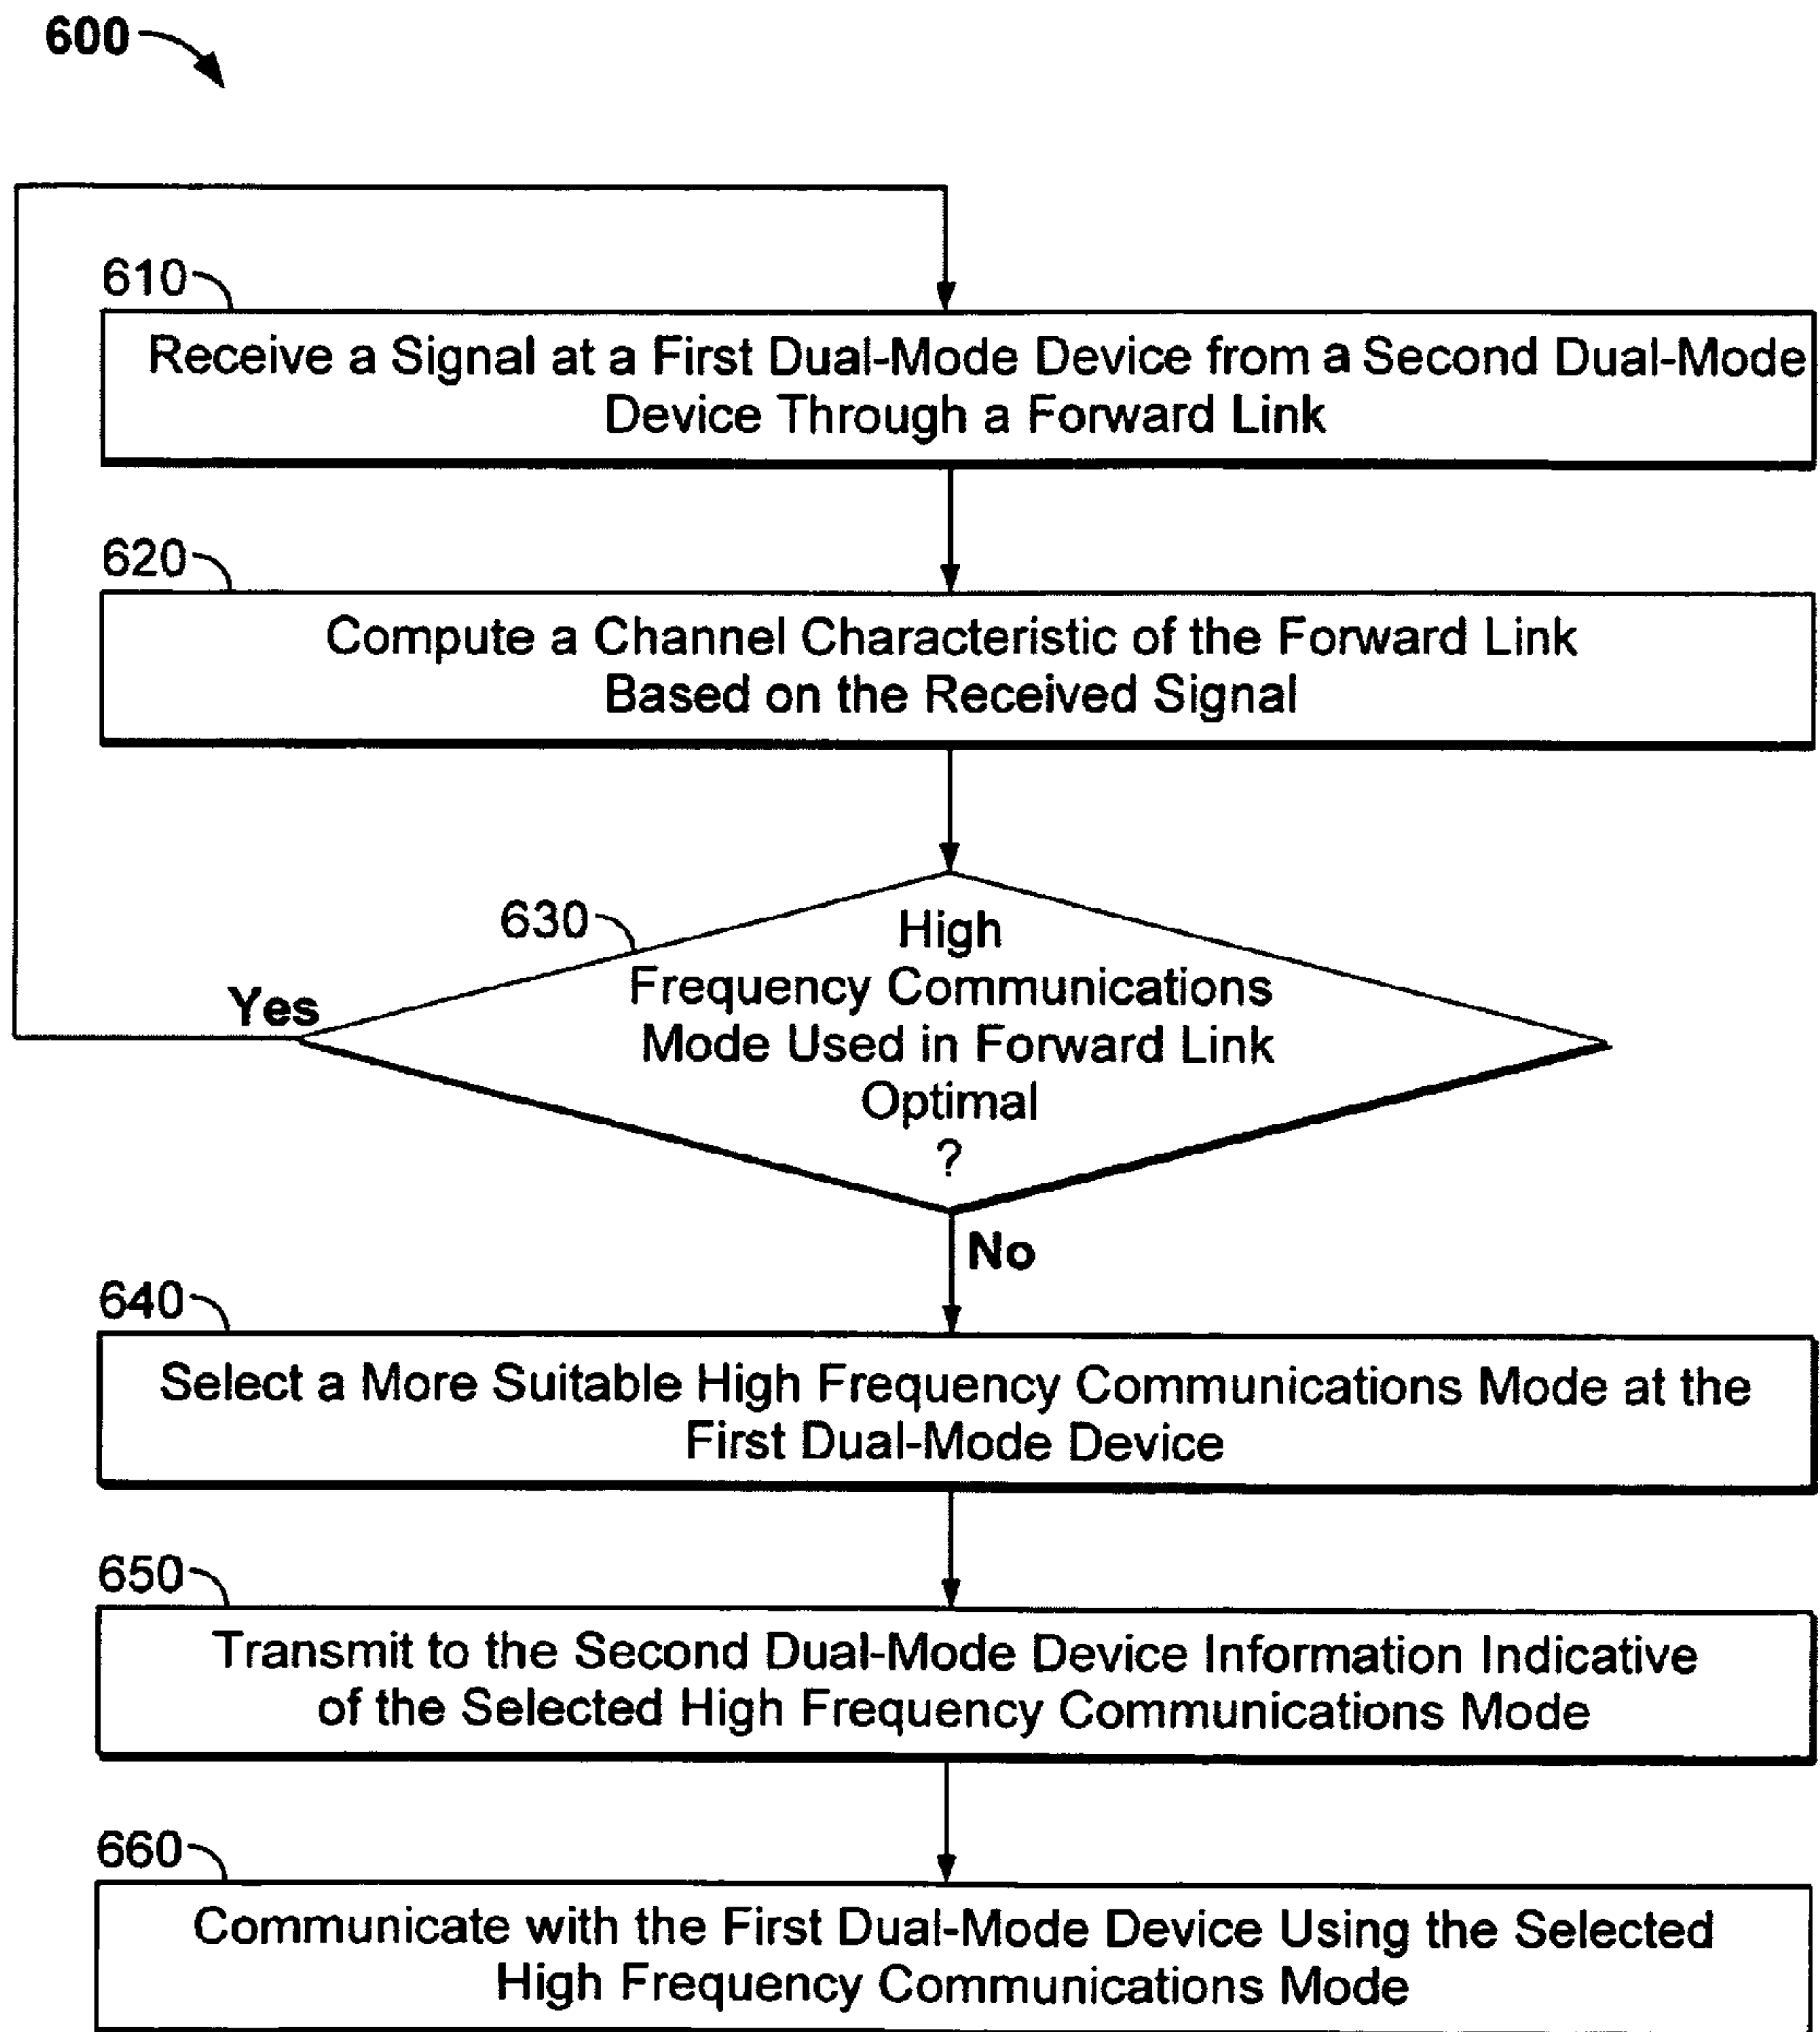 600
610
Receive a Signal at a First Dual-Mode Device from a Second Dual-Mode
Device Through a Forward Link
620
Compute a Channel Characteristic of the Forward Link
Based on the Received Signal
630
High
Frequency Communications
Mode Used in Forward Link
Optimal
?
Yes
No
640
Select a More Suitable High Frequency Communications Mode at the
First Dual-Mode Device
650
Transmit to the Second Dual-Mode Device Information Indicative
of the Selected High Frequency Communications Mode
660
Communicate with the First Dual-Mode Device Using the Selected
High Frequency Communications Mode